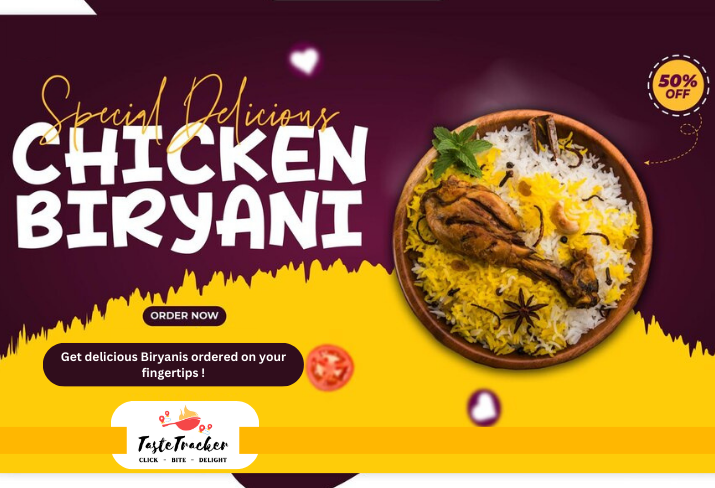 Special Delicious
CHICKEN
BIRYANI
50%
OFF
ORDER NOW
Get delicious Biryanis ordered on your
fingertips !
TasteTracker
CLICK - BITE - DELIGHT